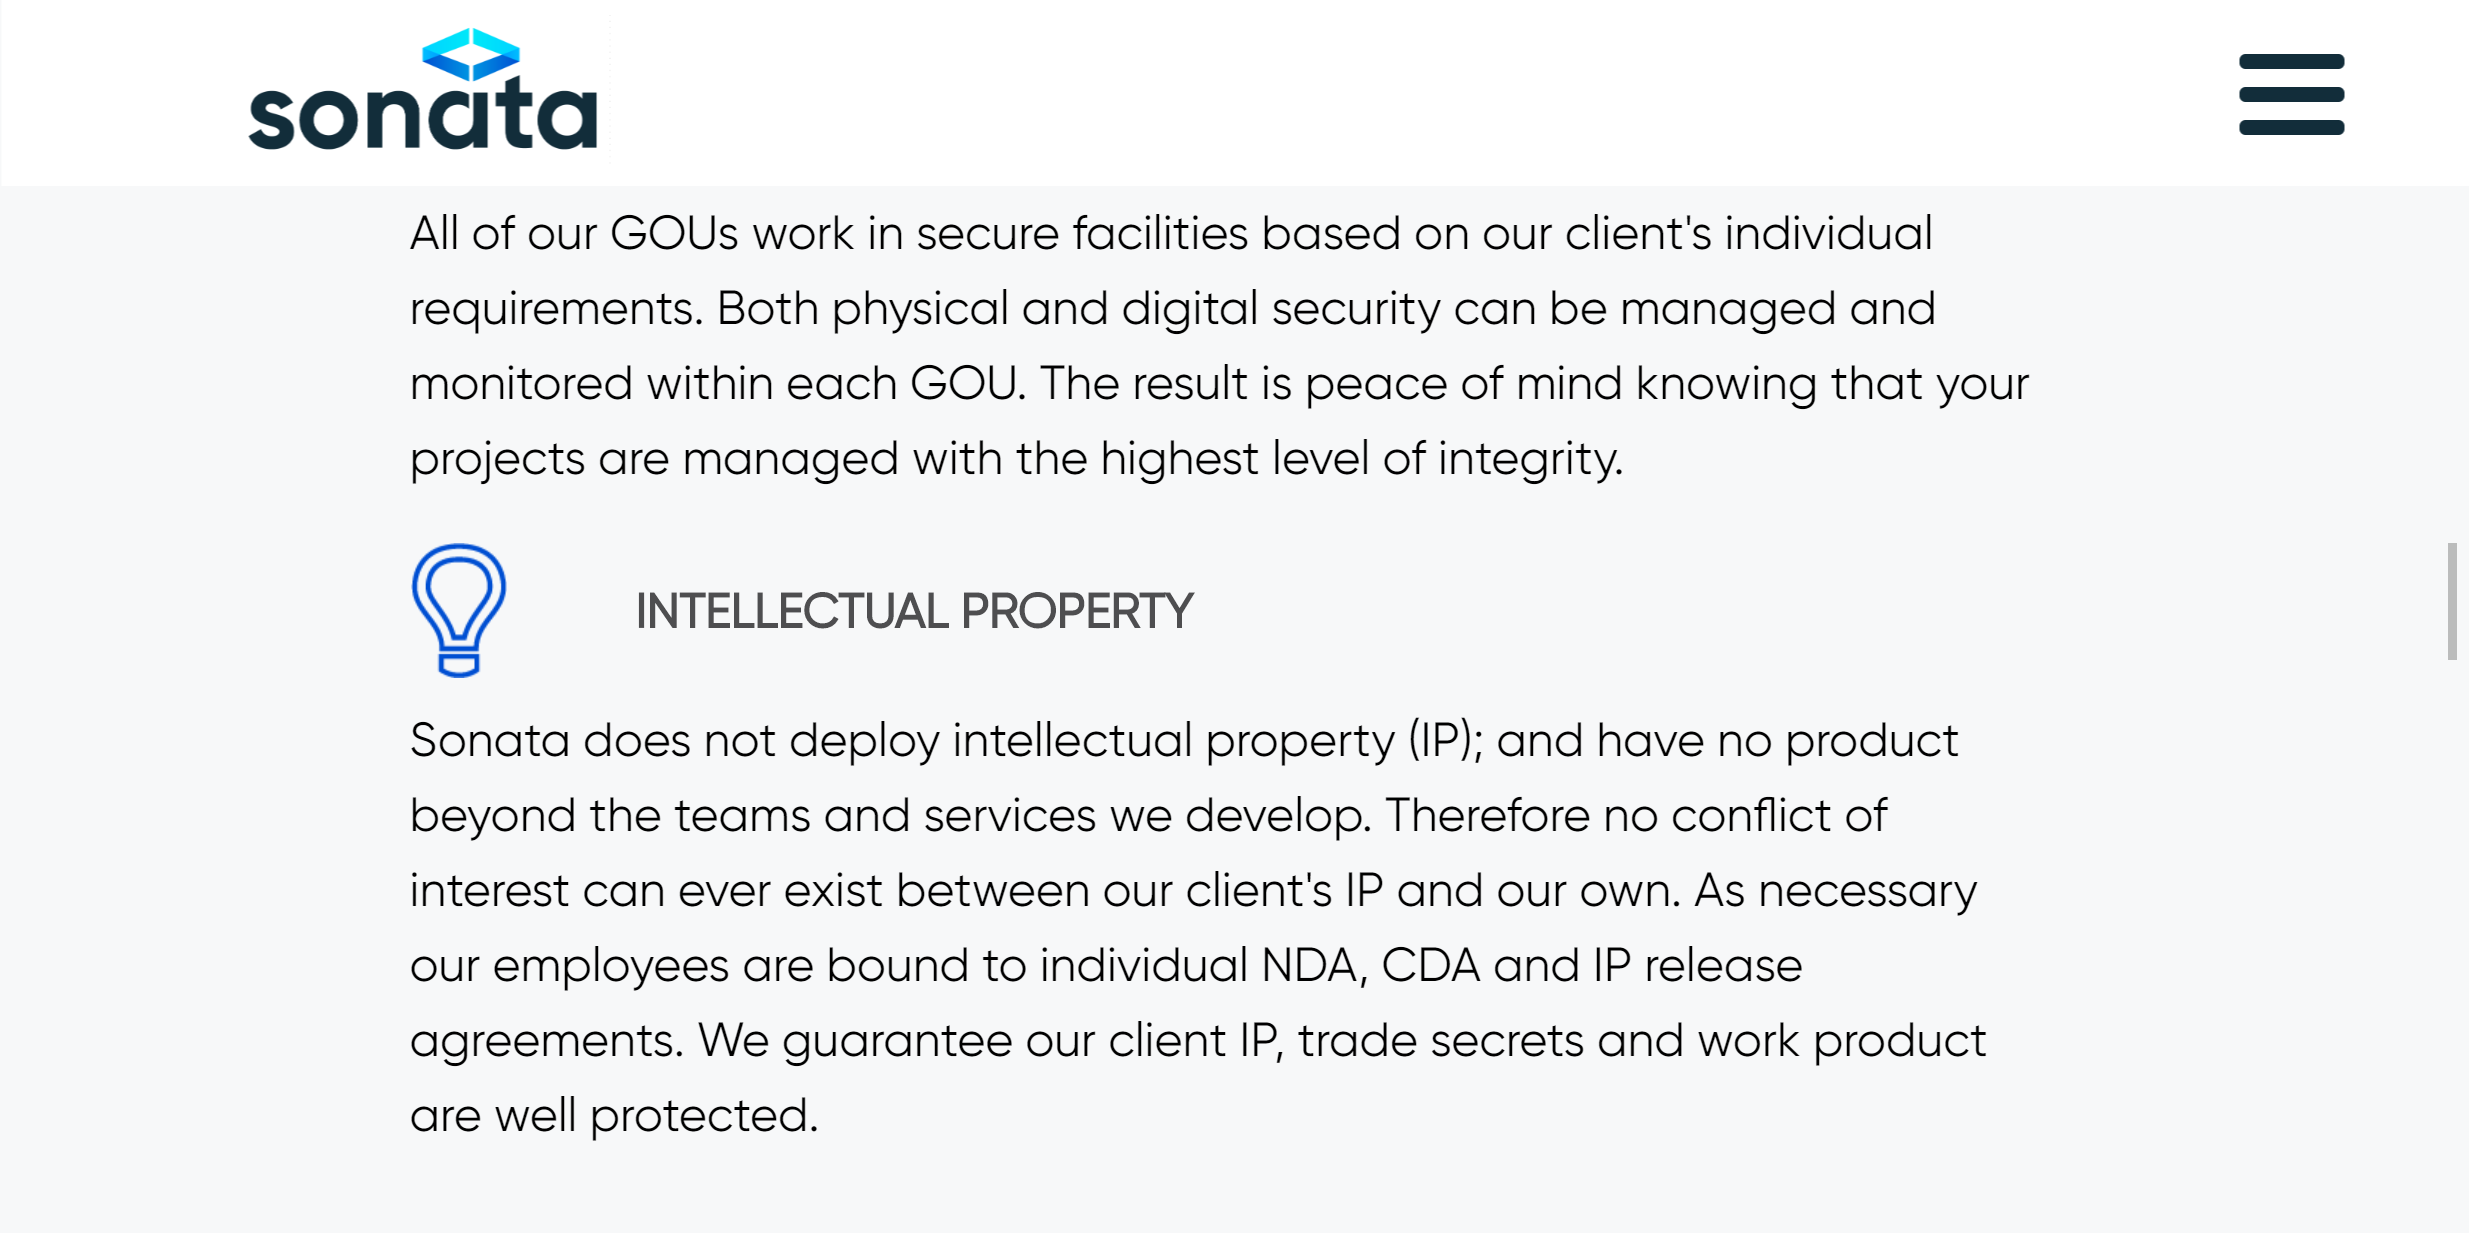 sonata
All of our GOUs work in secure facilities based on our client's individual
requirements. Both physical and digital security can be managed and
monitored within each GOU. The result is peace of mind knowing that your
projects are managed with the highest level of integrity.
INTELLECTUAL PROPERTY
Sonata does not deploy intellectual property (IP); and have no product
beyond the teams and services we develop. Therefore no conflict of
interest can ever exist between our client's IP and our own. As necessary
our employees are bound to individual NDA, CDA and IP release
agreements. We guarantee our client IP, trade secrets and work product
are well protected.